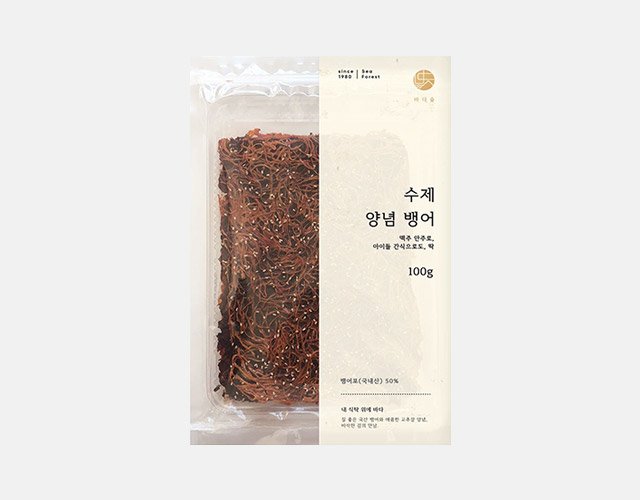 since
1980
Sea
Forest
바다숲
수제
양념 뱅어
맥주 안주로,
아이들 간식으로도, 딱
100g
뱅어포(국내산) 50%
내 식탁 위에 바다
질 좋은 국산 뱅어와 매콤한 고추장 양념,
바삭한 김의 만남.